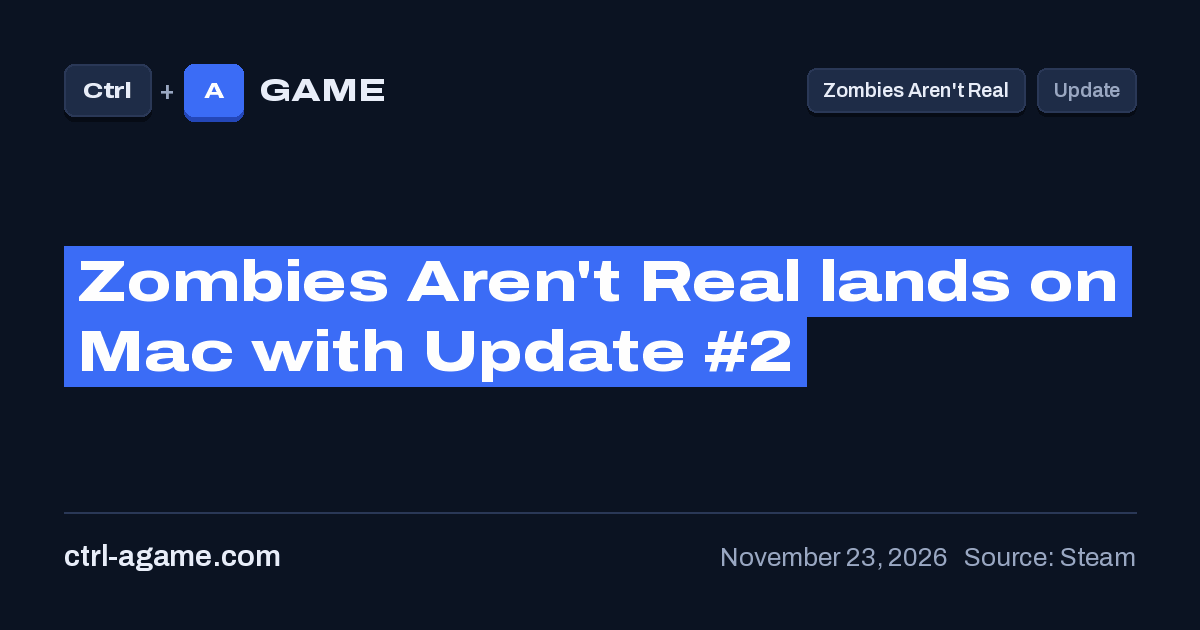 Ctrl + A GAME
Zombies Aren't Real Update
Zombies Aren't Real lands on
Mac with Update #2
ctrl-agame.com
November 23, 2026 Source: Steam